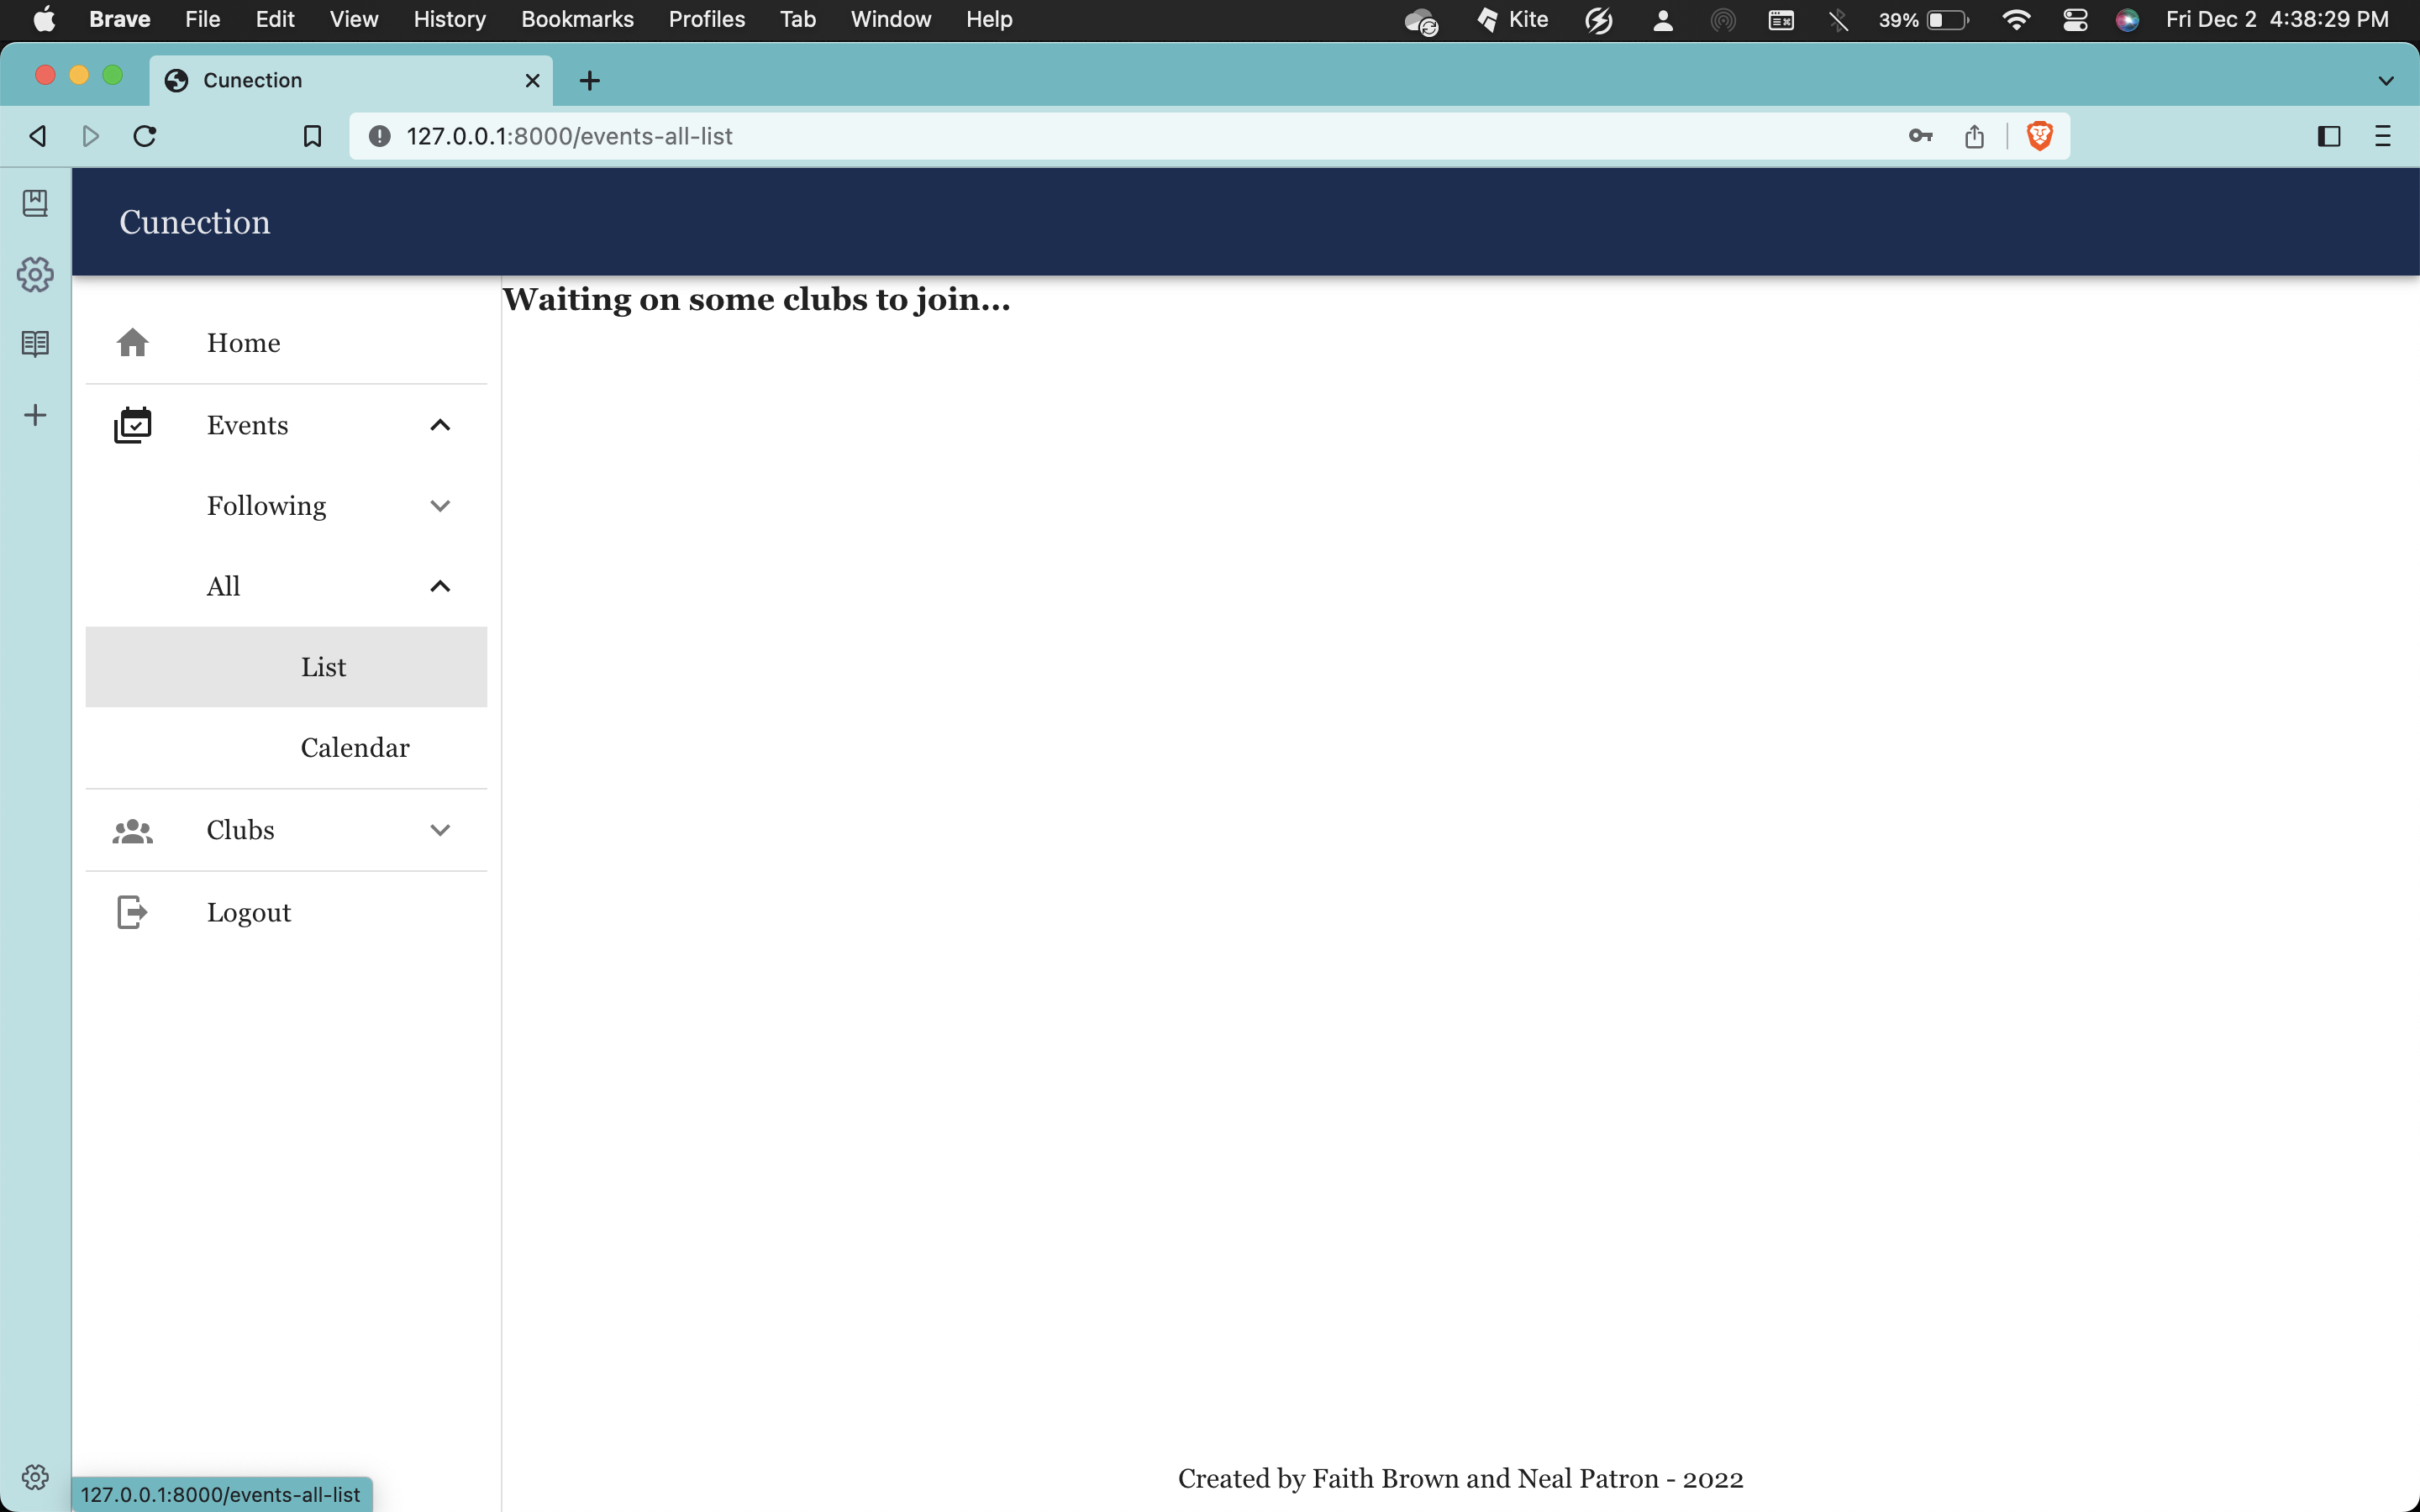 Brave File Edit View History Bookmarks Profiles Tab Window Help Kite 39% Fri Dec 2 4:38:29 PM
Cunection
127.0.0.1:8000/events-all-list
Cunection
Waiting on some clubs to join...
Home
Events
Following
All
List
Calendar
Clubs
Logout
Created by Faith Brown and Neal Patron - 2022
127.0.0.1:8000/events-all-list